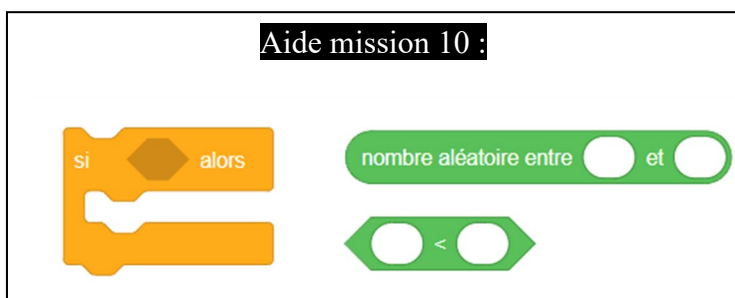 Aide mission 10 :
si alors
nombre aléatoire entre et
<